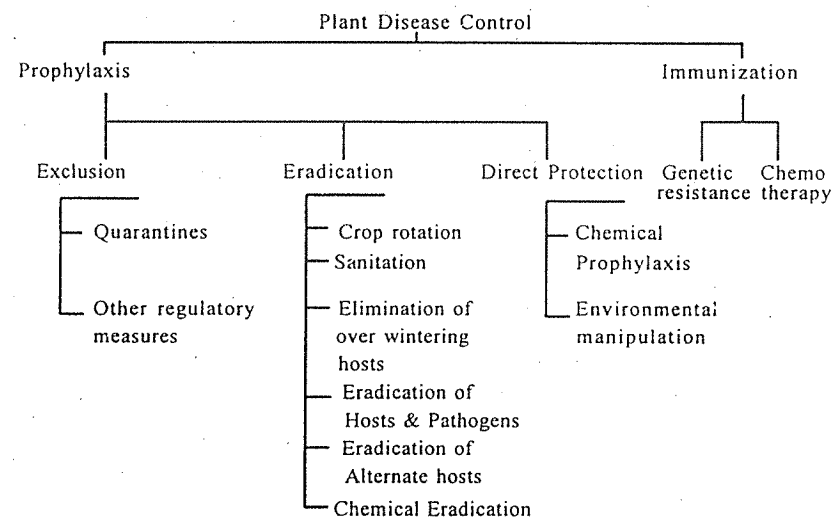 Plant Disease Control
Prophylaxis
Immunization
Exclusion
Eradication
Direct Protection
Genetic resistance
Chemo therapy
Quarantines
Other regulatory
measures
Crop rotation
Sanitation
Elimination of
over wintering
hosts
Eradication of
Hosts & Pathogens
Eradication of
Alternate hosts
Chemical Eradication
Chemical
Prophylaxis
Environmental
manipulation